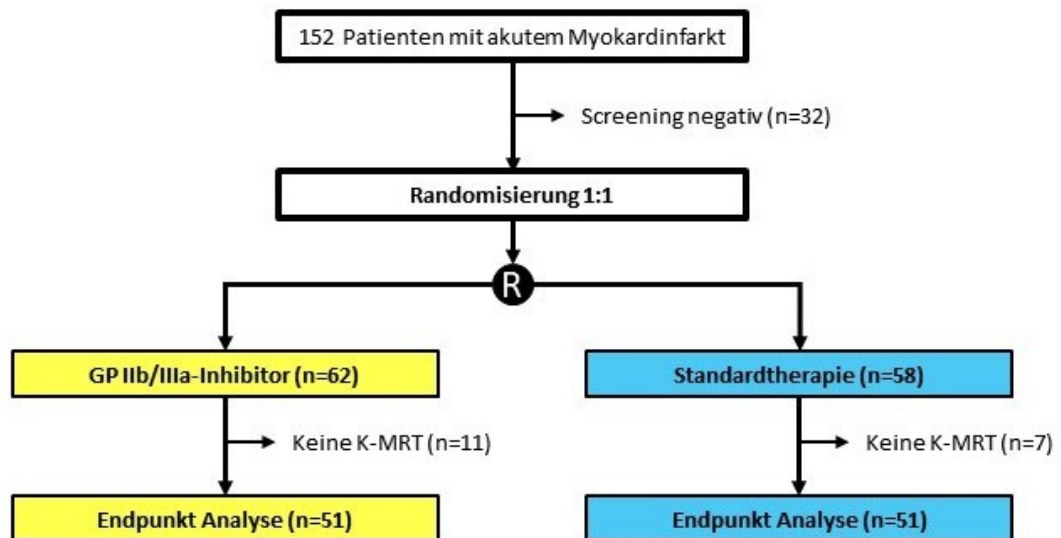 152 Patienten mit akutem Myokardinfarkt
Screening negativ (n=32)
Randomisierung 1:1
R
GP IIb/IIIa-Inhibitor (n=62)
Standardtherapie (n=58)
Keine K-MRT (n=11)
Keine K-MRT (n=7)
Endpunkt Analyse (n=51)
Endpunkt Analyse (n=51)